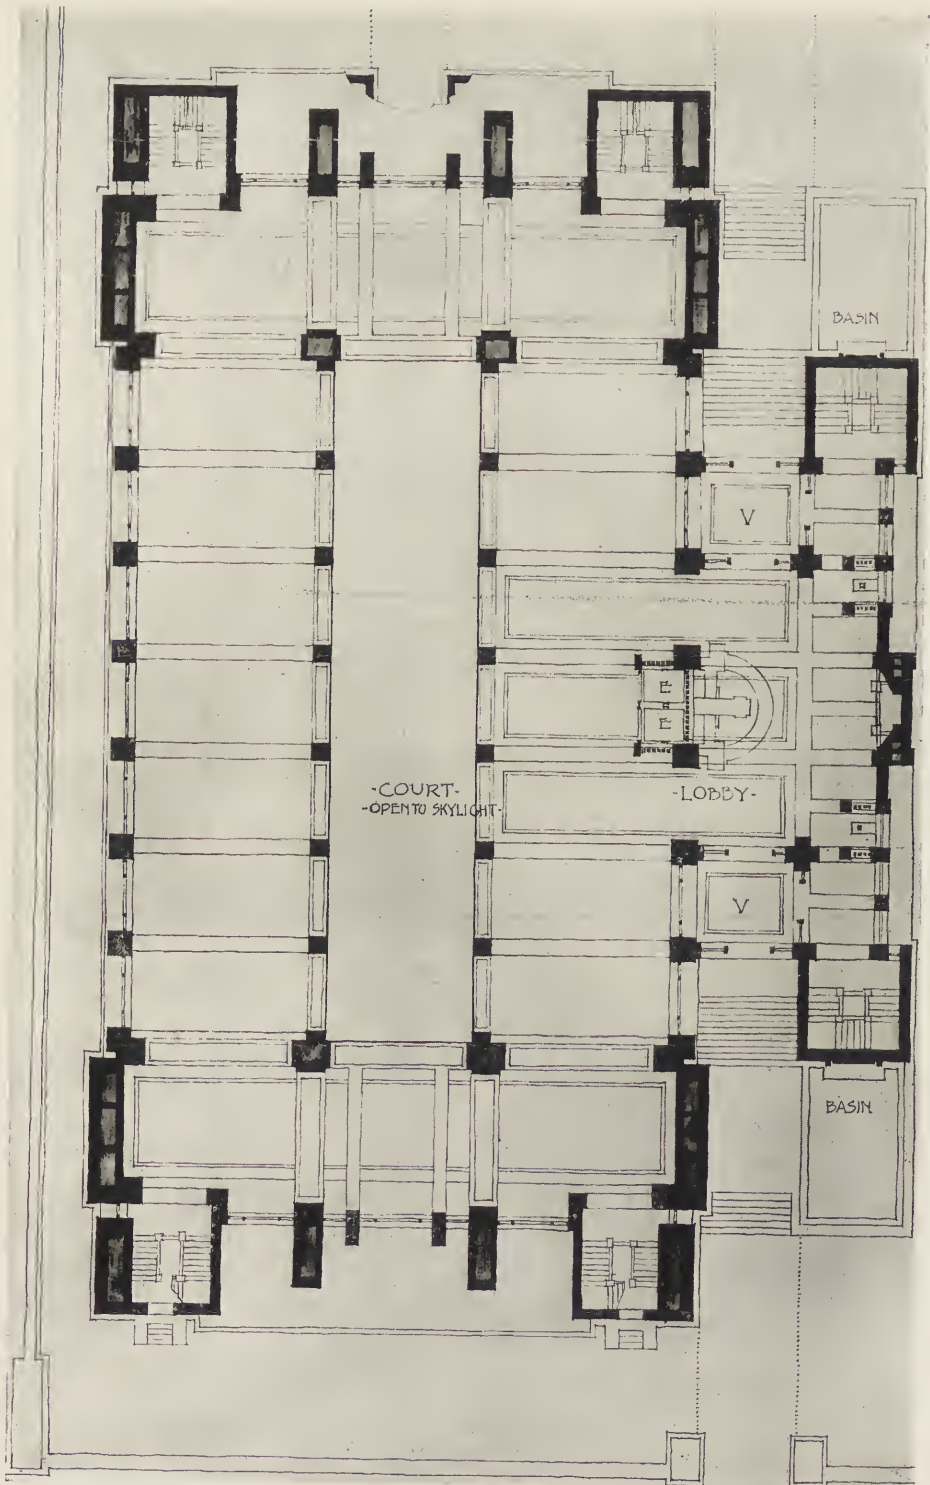 BASIN
V
E
E
-COURT-
-OPEN TO SKYLIGHT-
-LOBBY-
V
BASIN